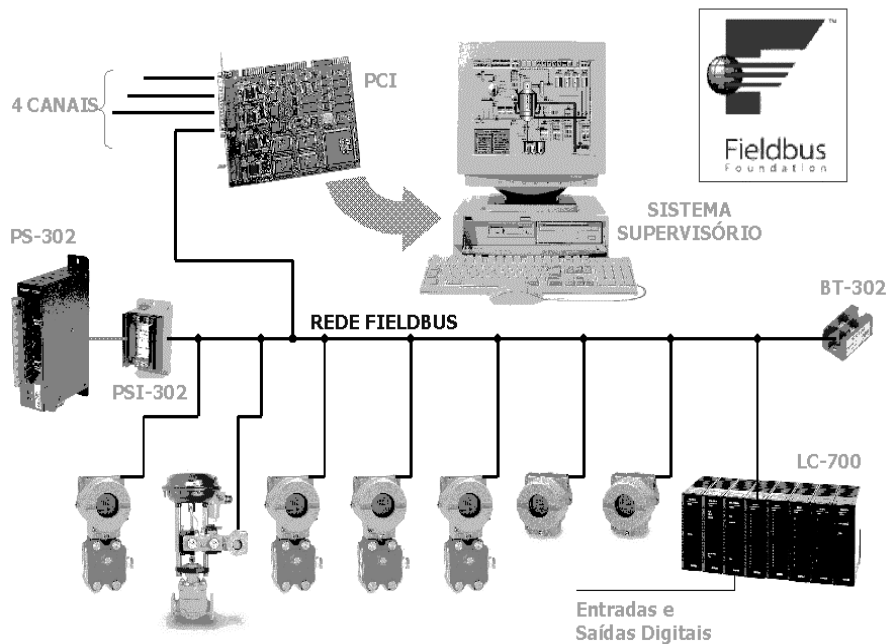 4 CANAIS
PCI
TM
Fieldbus
Foundation
SISTEMA
SUPERVISÓRIO
PS-302
BT-302
REDE FIELDBUS
PSI-302
LC-700
Entradas e
Saídas Digitais